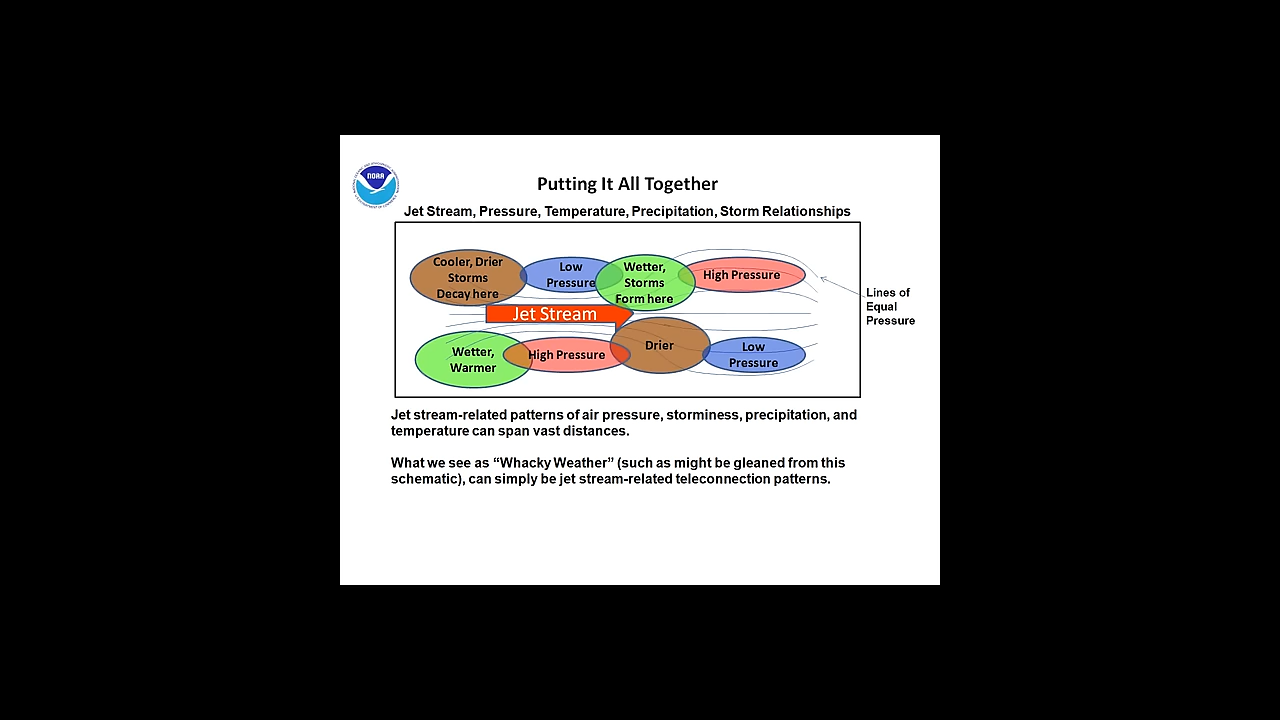 NOAA
Putting It All Together
Jet Stream, Pressure, Temperature, Precipitation, Storm Relationships
Cooler, Drier
Storms
Decay here
Low
Pressure
Wetter,
Storms
Form here
High Pressure
Lines of
Equal
Pressure
Jet Stream
Wetter,
Warmer
High Pressure
Drier
Low
Pressure
Jet stream-related patterns of air pressure, storminess, precipitation, and
temperature can span vast distances.
What we see as “Whacky Weather” (such as might be gleaned from this
schematic), can simply be jet stream-related teleconnection patterns.